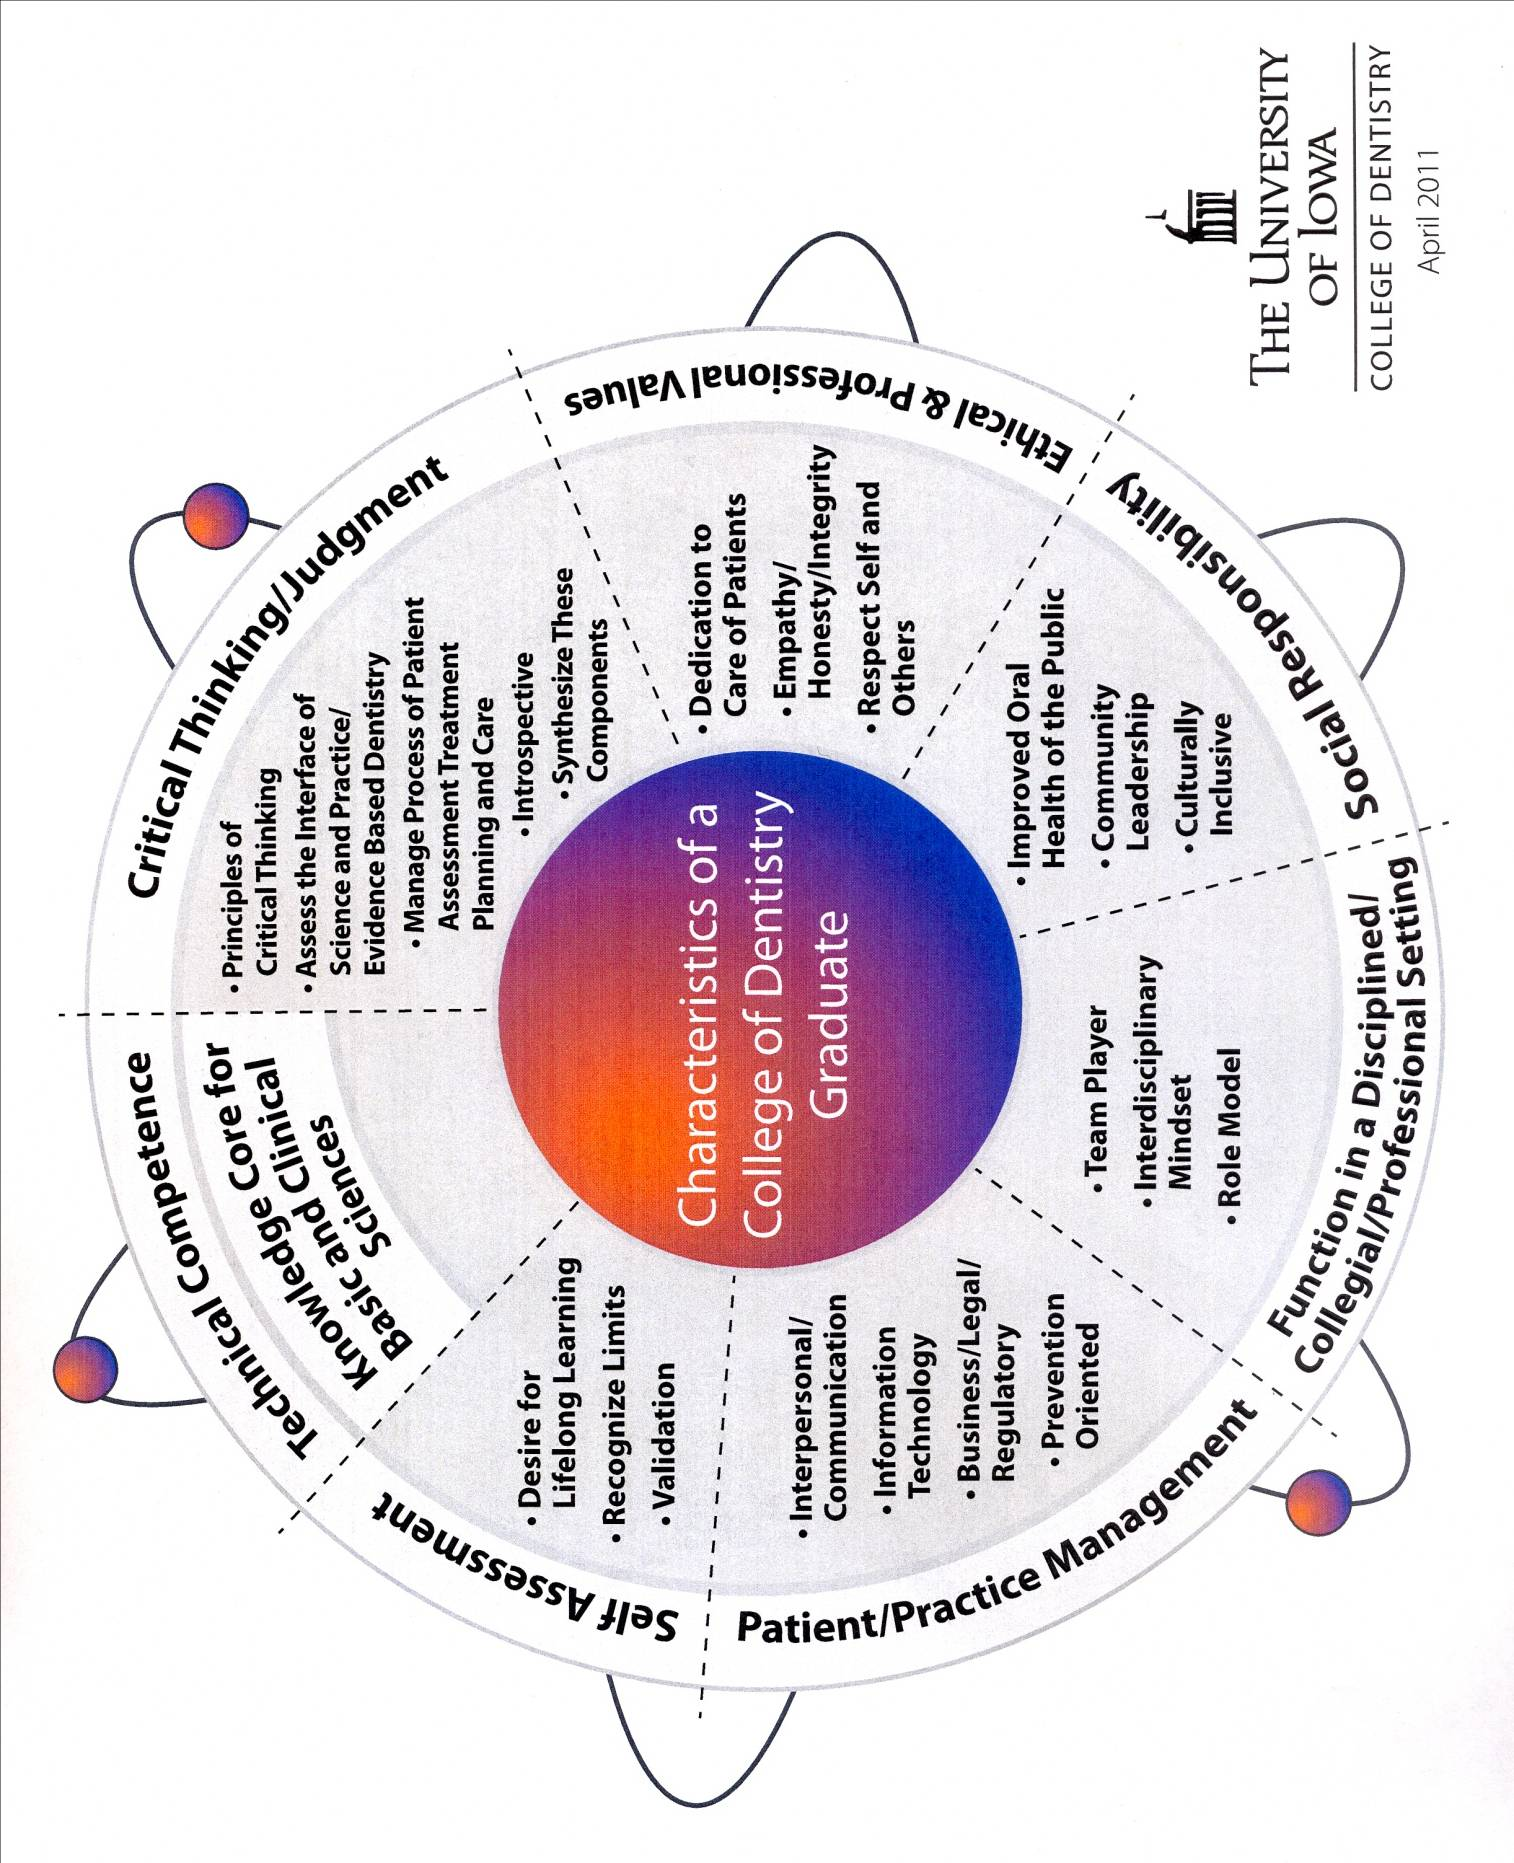 Characteristics of a
College of Dentistry
Graduate
Technical Competence
Knowledge Core for
Basic and Clinical
Sciences
Critical Thinking/Judgment
• Principles of
Critical Thinking
• Assess the Interface of
Science and Practice/
Evidence Based Dentistry
• Manage Process of Patient
Assessment Treatment
Planning and Care
• Introspective
• Synthesize These
Components
Ethical & Professional Values
• Dedication to
Care of Patients
• Empathy/
Honesty/Integrity
• Respect Self and
Others
Social Responsibility
• Improved Oral
Health of the Public
• Community
Leadership
• Culturally
Inclusive
Function in a Disciplined/
Collegial/Professional Setting
• Team Player
• Interdisciplinary
Mindset
• Role Model
Patient/Practice Management
• Interpersonal/
Communication
• Information
Technology
• Business/Legal/
Regulatory
• Prevention
Oriented
Self Assessment
• Desire for
Lifelong Learning
• Recognize Limits
• Validation
THE UNIVERSITY
OF IOWA
COLLEGE OF DENTISTRY
April 2011